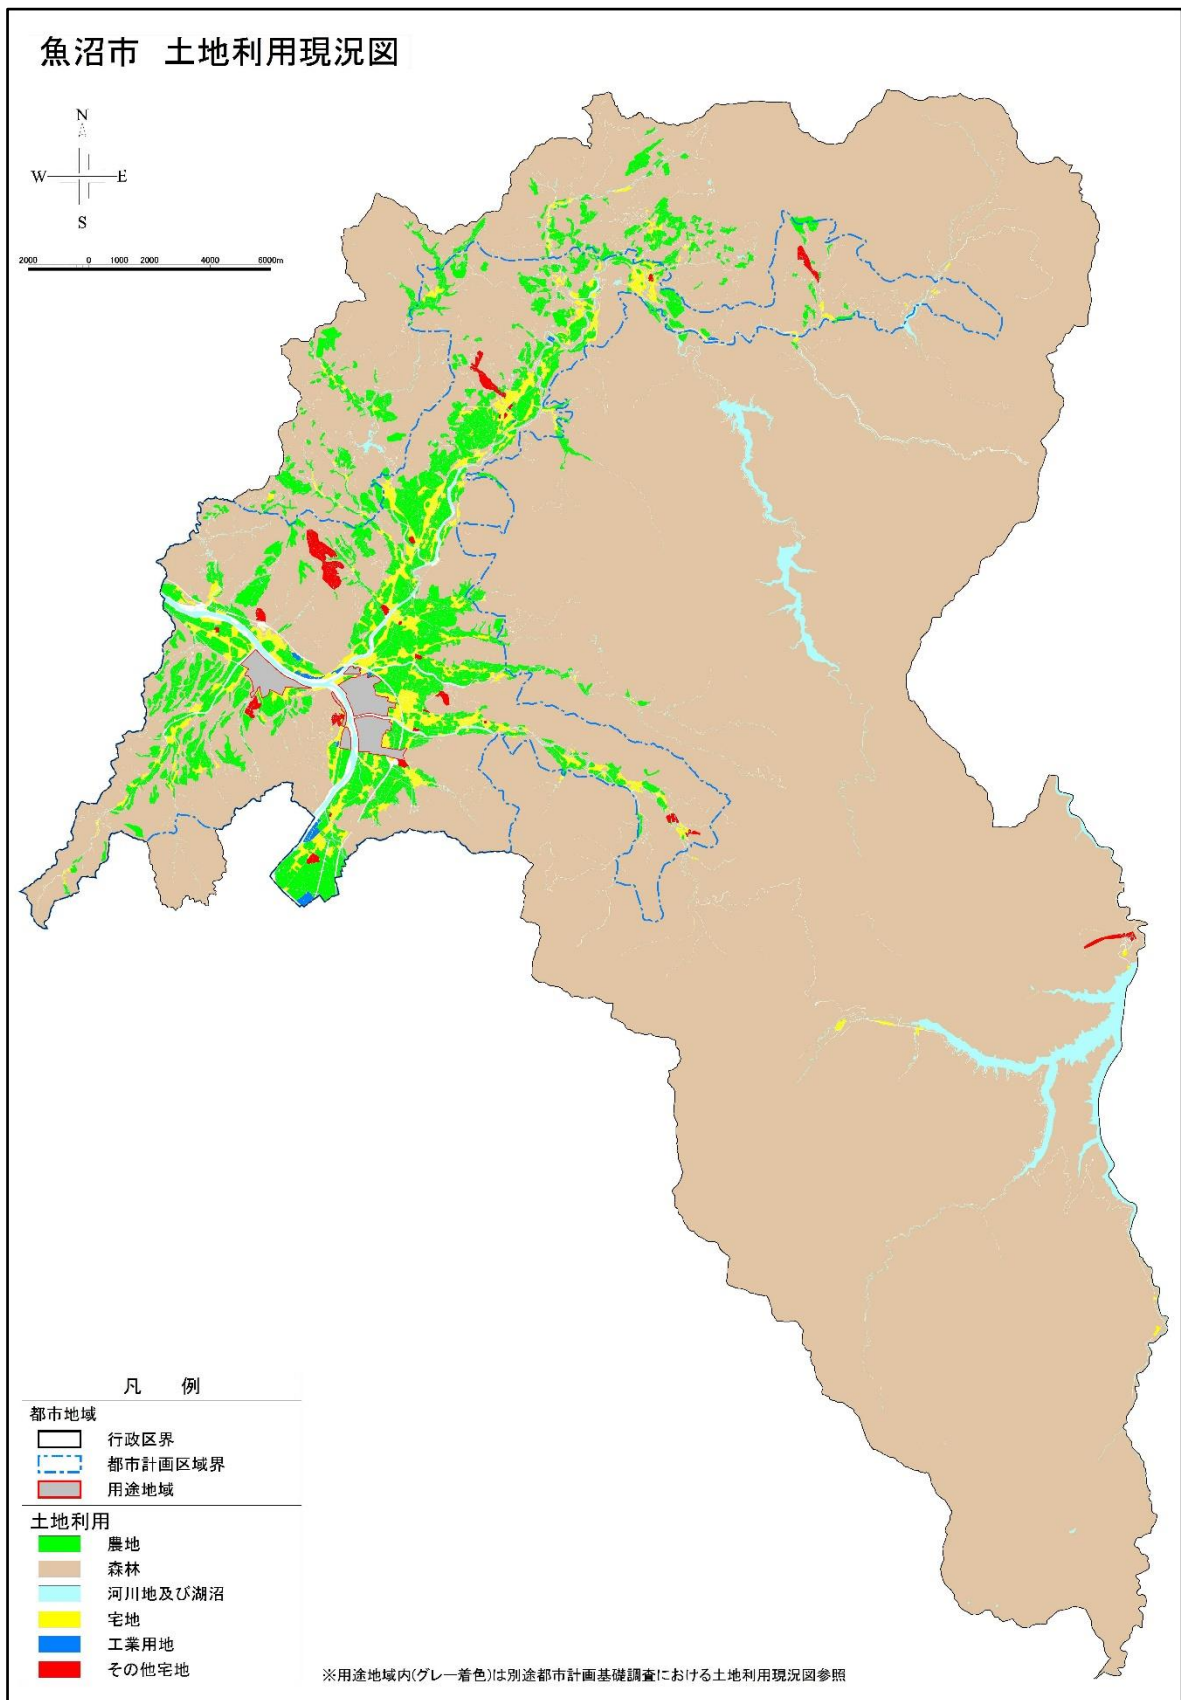 魚沼市 土地利用現況図
N
W E
S
2000 0 1000 2000 4000 6000m
凡 例
都市地域
行政区界
都市計画区域界
用途地域
土地利用
農地
森林
河川地及び湖沼
宅地
工業用地
その他宅地
※用途地域内(グレー着色)は別途都市計画基礎調査における土地利用現況図参照